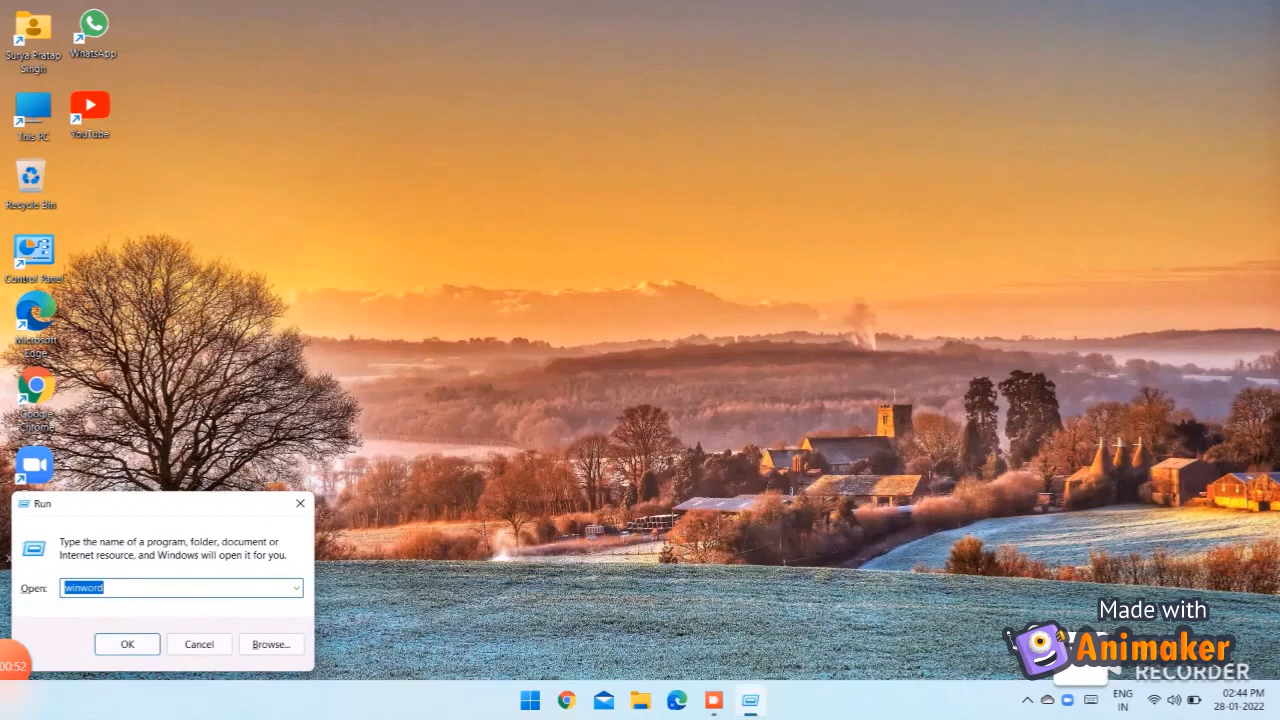 Surya Pratap
Singh
WhatsApp
This PC
YouTube
Recycle Bin
Control Panel
Microsoft
Edge
Google
Chrome
Run
Type the name of a program, folder, document or
Internet resource, and Windows will open it for you.
Open:
winword
OK
Cancel
Browse...
00:52
Made with
Animaker
RECORDER
ENG
IN
02:44 PM
28-01-2022